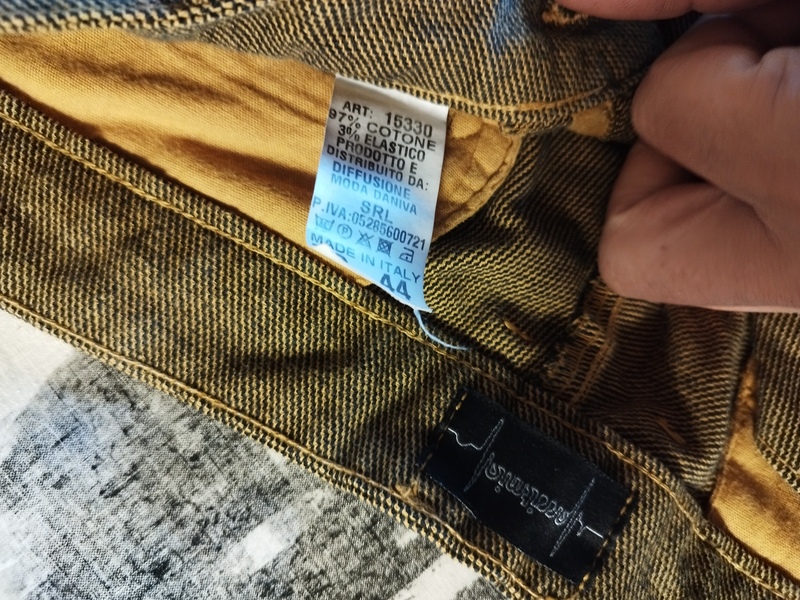 ART: 15330
97% COTONE
3% ELASTICO
PRODOTTO E
DISTRIBUITO DA:
DIFFUSIONE
MODA DANIVA
SRL
P.IVA:05286600721
MADE IN ITALY
44